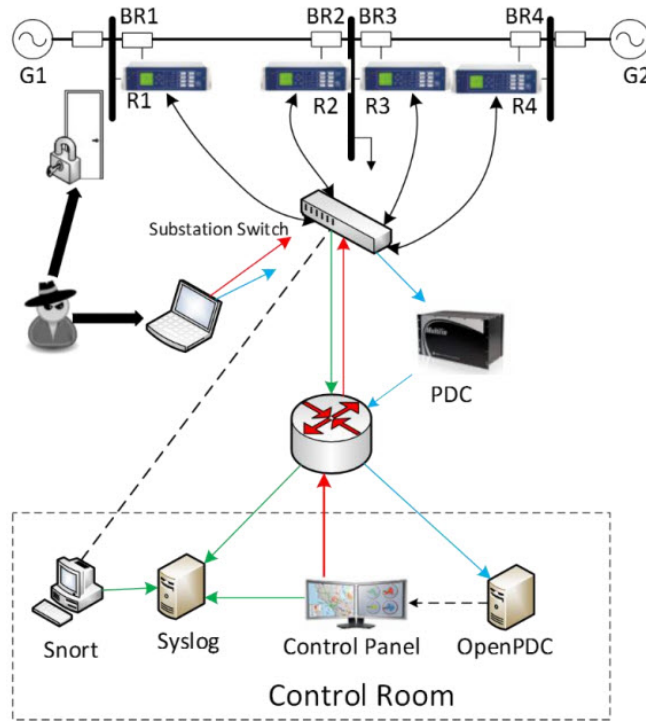 BR1
BR2
BR3
BR4
G1
G2
R1
R2
R3
R4
Substation Switch
PDC
Snort
Syslog
Control Panel
OpenPDC
Control Room